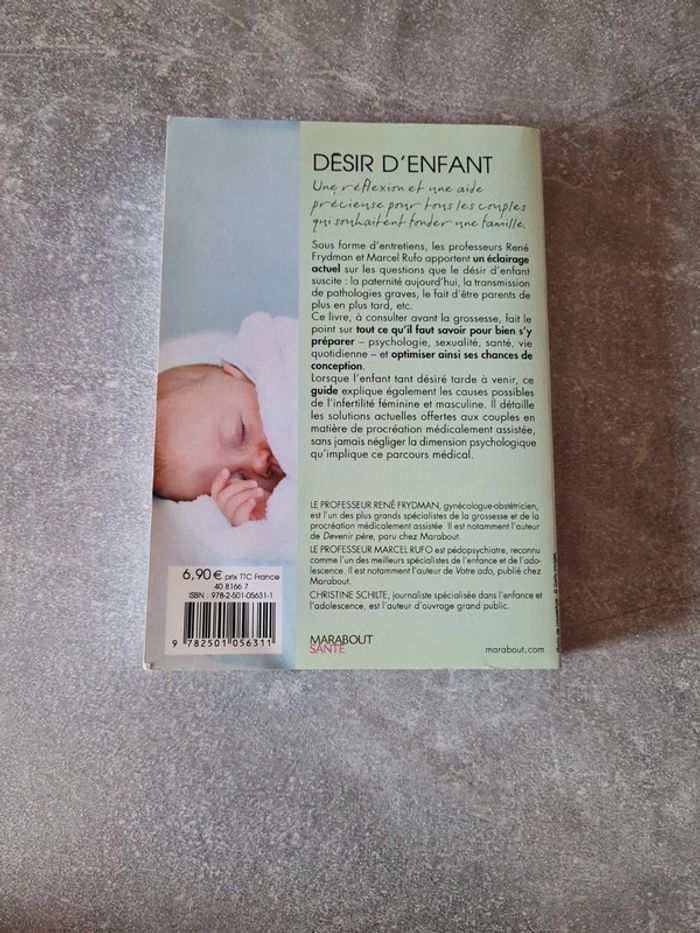 DÉSIR D'ENFANT
Une réflexion et une aide
précieuse pour tous les couples
qui souhaitent fonder une famille.
Sous forme d'entretiens, les professeurs René
Frydman et Marcel Rufo apportent un éclairage
actuel sur les questions que le désir d'enfant
suscite : la paternité aujourd'hui, la transmission
de pathologies graves, le fait d'être parents de
plus en plus tard, etc.
Ce livre, à consulter avant la grossesse, fait le
point sur tout ce qu'il faut savoir pour bien s'y
préparer – psychologie, sexualité, santé, vie
quotidienne – et optimiser ainsi ses chances de
conception.
Lorsque l'enfant tant désiré tarde à venir, ce
guide explique également les causes possibles
de l'infertilité féminine et masculine. Il détaille
les solutions actuelles offertes aux couples en
matière de procréation médicalement assistée,
sans jamais négliger la dimension psychologique
qu'implique ce parcours médical.
LE PROFESSEUR RENÉ FRYDMAN, gynécologue-obstétricien,
est l'un des plus grands spécialistes de la grossesse et de la
procréation médicalement assistée. Il est notamment l'auteur
de Devenir père, paru chez Marabout.
LE PROFESSEUR MARCEL RUFO est pédopsychiatre, reconnu
comme l'un des meilleurs spécialistes de l'enfance et de l'ado-
lescence. Il est notamment l'auteur de Votre ado, publié chez
Marabout.
CHRISTINE SCHILTE, journaliste spécialisée dans l'enfance et
l'adolescence, est l'auteur d'ouvrage grand public.
6,90 € prix TTC France
40 8166 7
ISBN : 978-2-501-05631-1
9 782501 056311
MARABOUT
SANTÉ
marabout.com